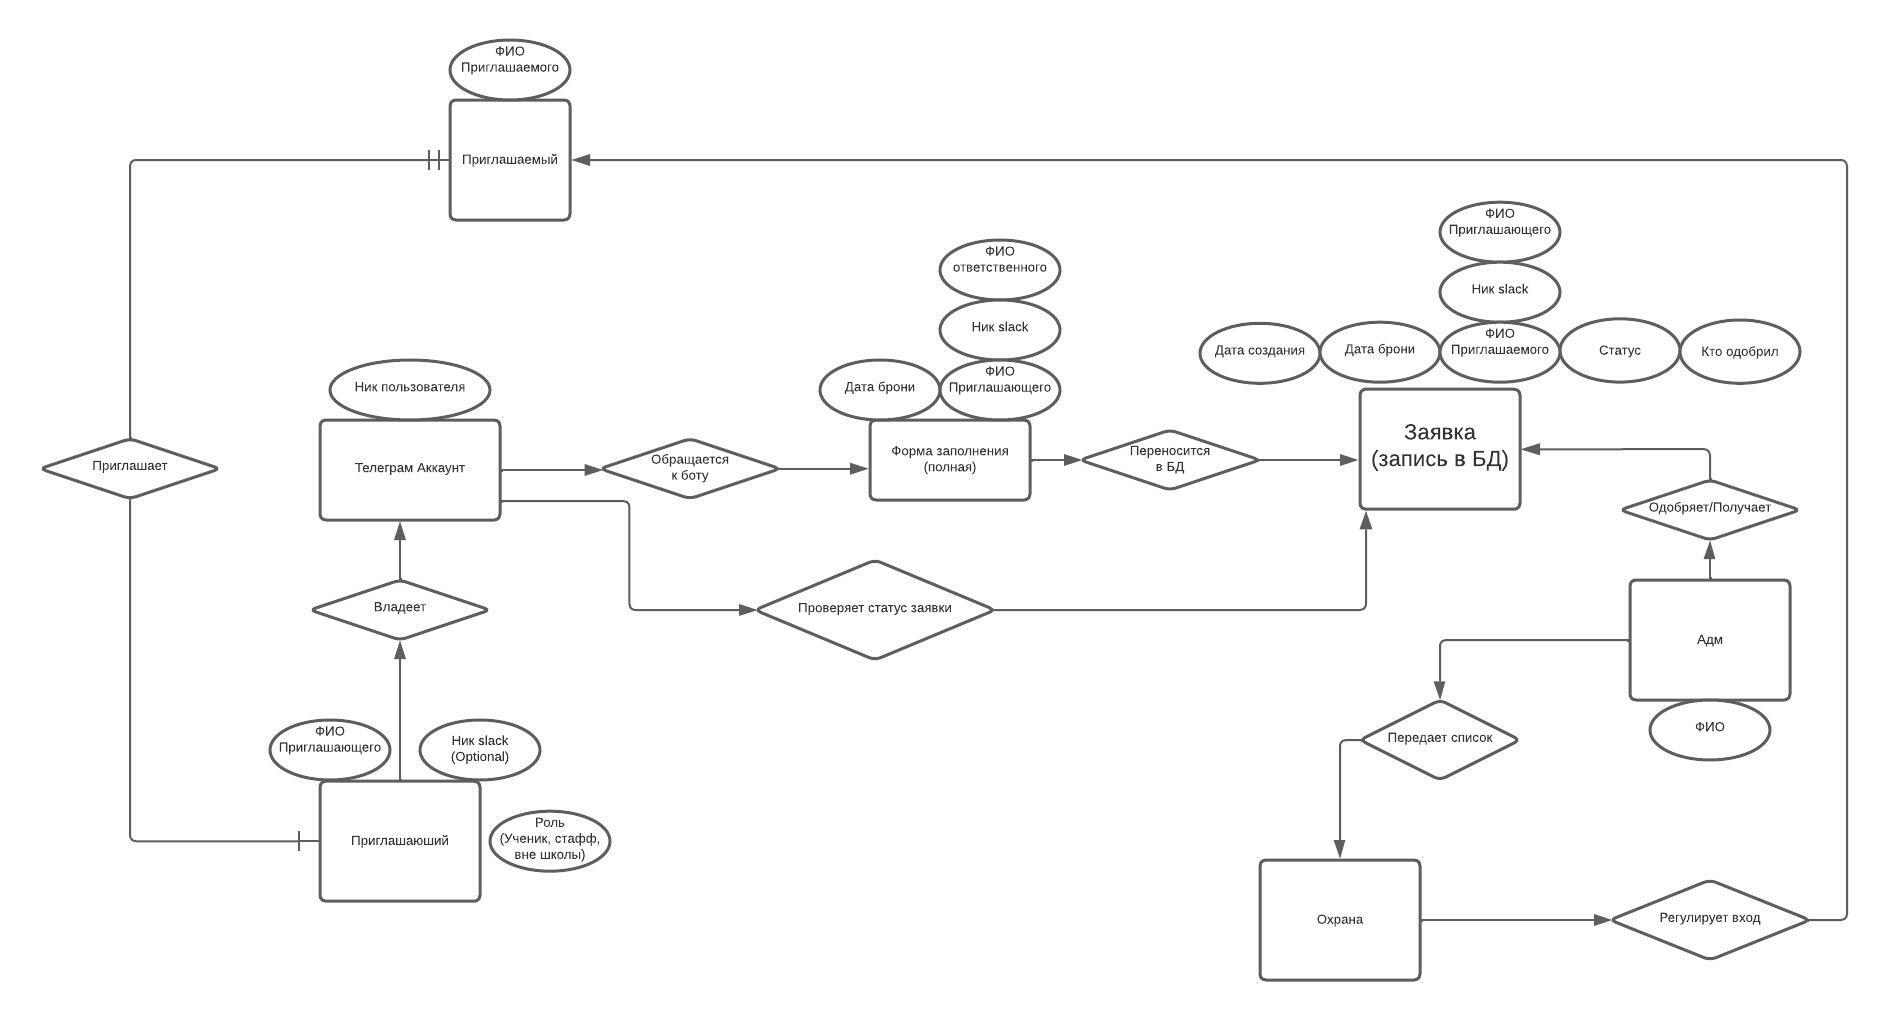 ФИО
Приглашаемого
Приглашаемый
ФИО
Приглашающего
ФИО
ответственного
Ник slack
Ник slack
ФИО
Приглашаемого
Дата создания
Дата брони
Статус
Кто одобрил
Ник пользователя
Дата брони
ФИО
Приглашающего
Заявка
(запись в БД)
Приглашает
Телеграм Аккаунт
Обращается
к боту
Форма заполнения
(полная)
Переносится
в БД
Одобряет/Получает
Владеет
Проверяет статус заявки
Адм
ФИО
Приглашающего
Ник slack
(Optional)
Передает список
ФИО
Приглашаюший
Роль
(Ученик, стафф,
вне школы)
Охрана
Регулирует вход